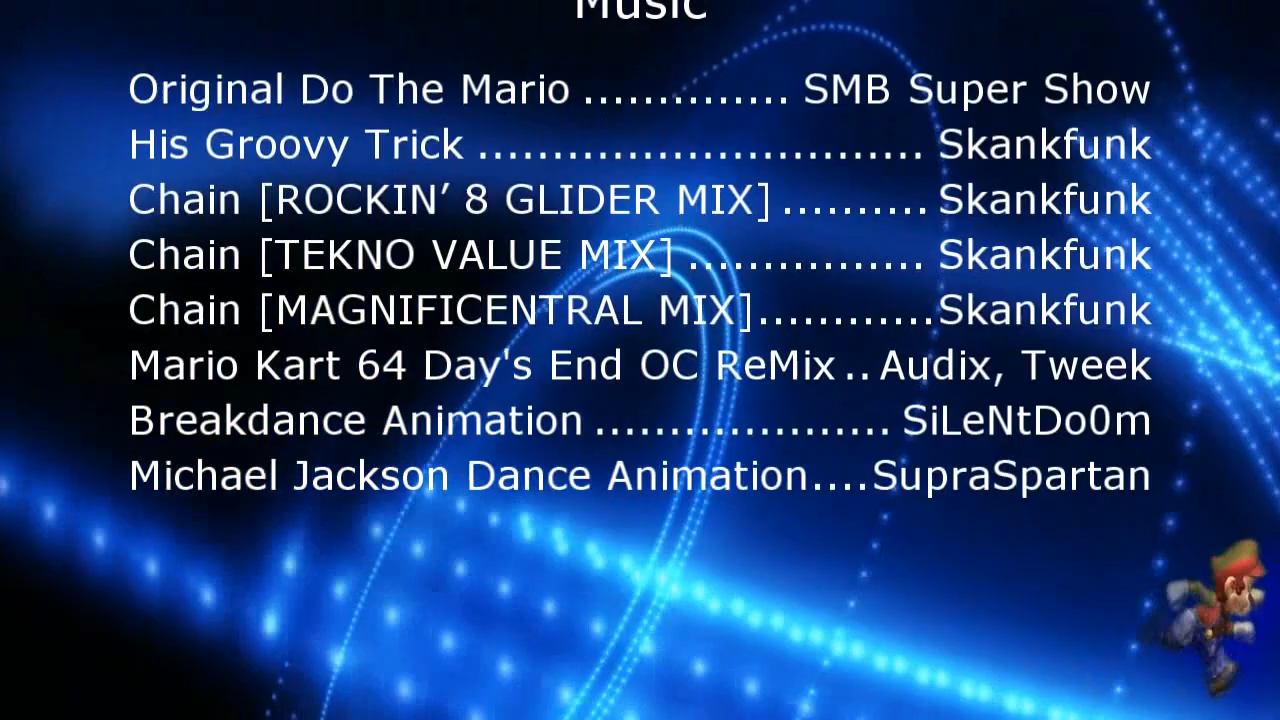 Music
Original Do The Mario .............. SMB Super Show
His Groovy Trick .............................. Skankfunk
Chain [ROCKIN’ 8 GLIDER MIX] .......... Skankfunk
Chain [TEKNO VALUE MIX] ................ Skankfunk
Chain [MAGNIFICENTRAL MIX]............Skankfunk
Mario Kart 64 Day's End OC ReMix .. Audix, Tweek
Breakdance Animation .................... SiLeNtDo0m
Michael Jackson Dance Animation....SupraSpartan